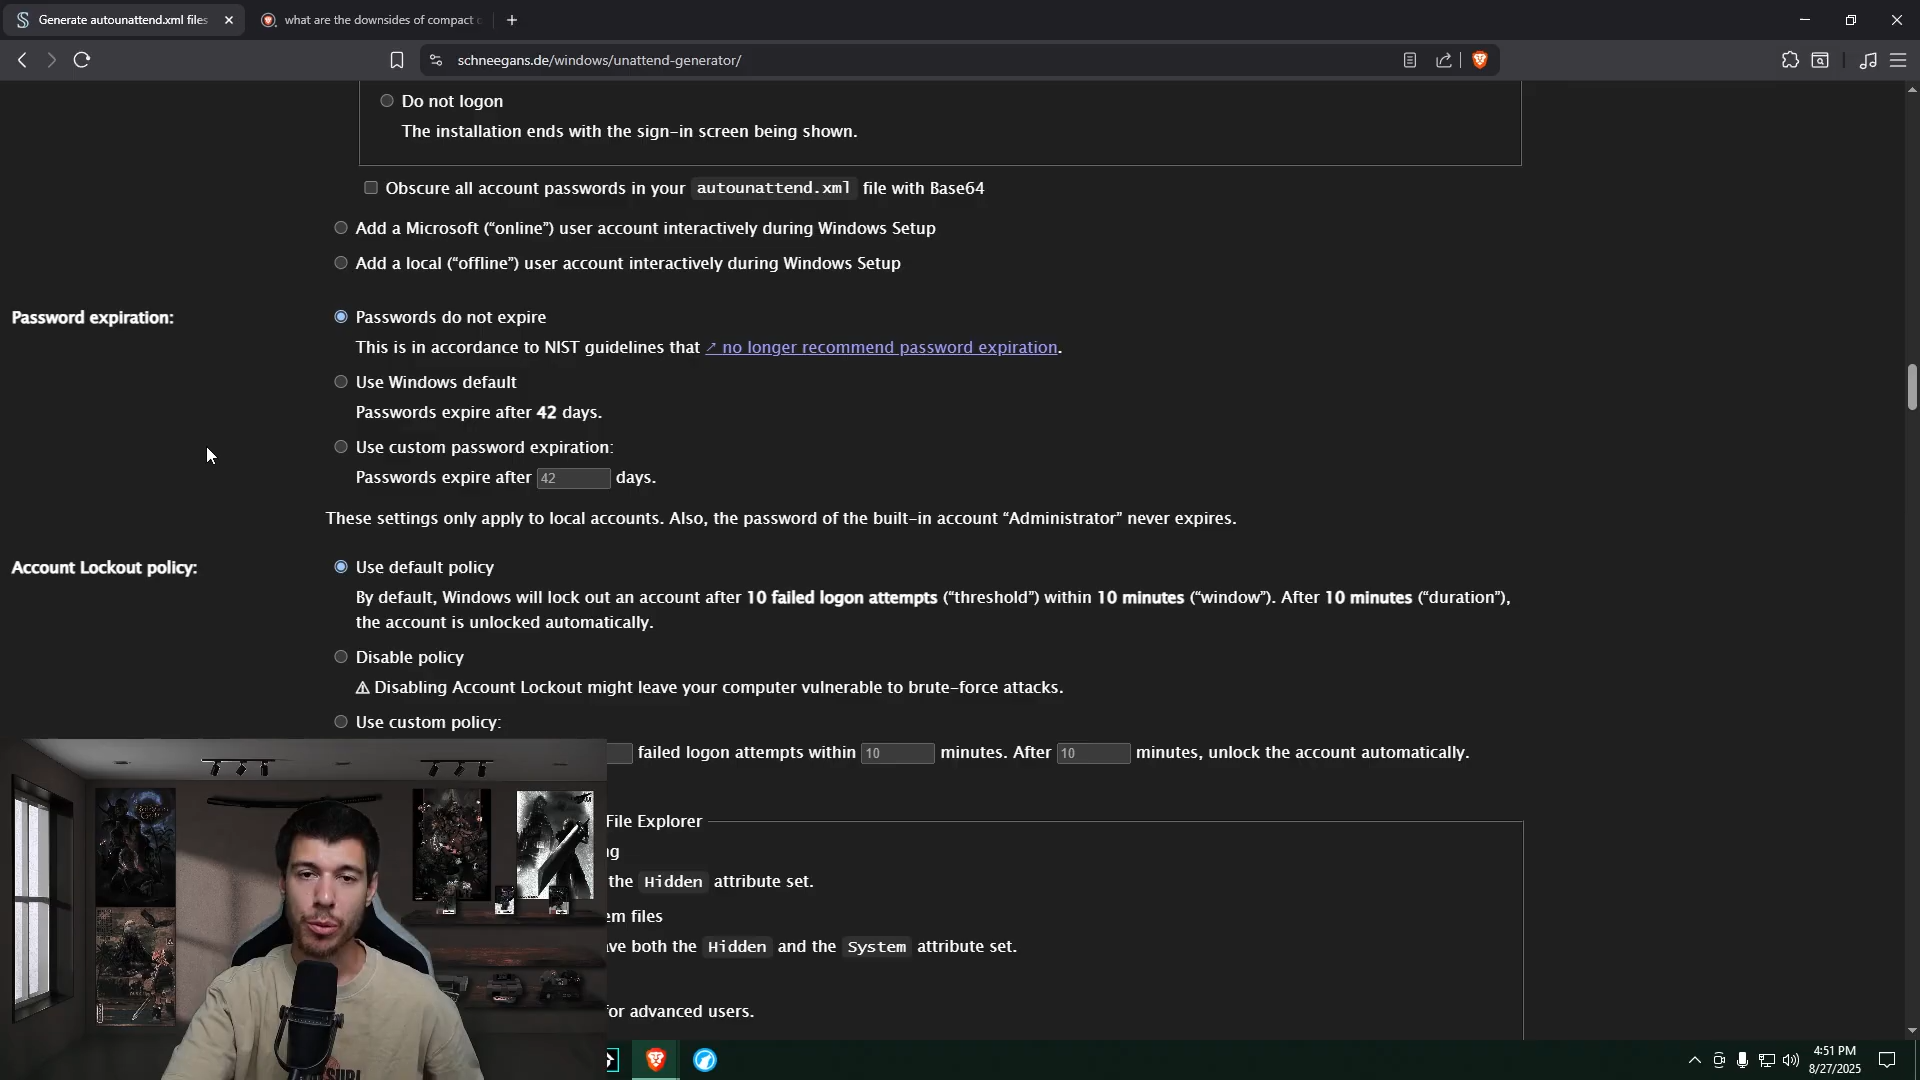 Generate autounattend.xml files
what are the downsides of compact
schneegans.de/windows/unattend-generator/
Do not logon
The installation ends with the sign-in screen being shown.
Obscure all account passwords in your autounattend.xml file with Base64
Add a Microsoft (“online”) user account interactively during Windows Setup
Add a local (“offline”) user account interactively during Windows Setup
Password expiration:
Passwords do not expire
This is in accordance to NIST guidelines that ↗ no longer recommend password expiration.
Use Windows default
Passwords expire after 42 days.
Use custom password expiration:
Passwords expire after 42 days.
These settings only apply to local accounts. Also, the password of the built-in account “Administrator” never expires.
Account Lockout policy:
Use default policy
By default, Windows will lock out an account after 10 failed logon attempts (“threshold”) within 10 minutes (“window”). After 10 minutes (“duration”),
the account is unlocked automatically.
Disable policy
⚠ Disabling Account Lockout might leave your computer vulnerable to brute-force attacks.
Use custom policy:
failed logon attempts within 10 minutes. After 10 minutes, unlock the account automatically.
File Explorer
the Hidden attribute set.
files
both the Hidden and the System attribute set.
for advanced users.
4:51 PM
8/27/2025